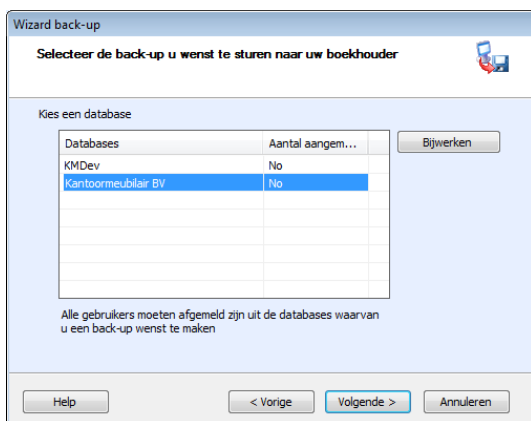 Wizard back-up
Selecteer de back-up u wenst te sturen naar uw boekhouder
Kies een database
Databases Aantal aangem...
Bijwerken
KMDev No
Kantoormeubilair BV No
Alle gebruikers moeten afgemeld zijn uit de databases waarvan
u een back-up wenst te maken
Help < Vorige Volgende > Annuleren